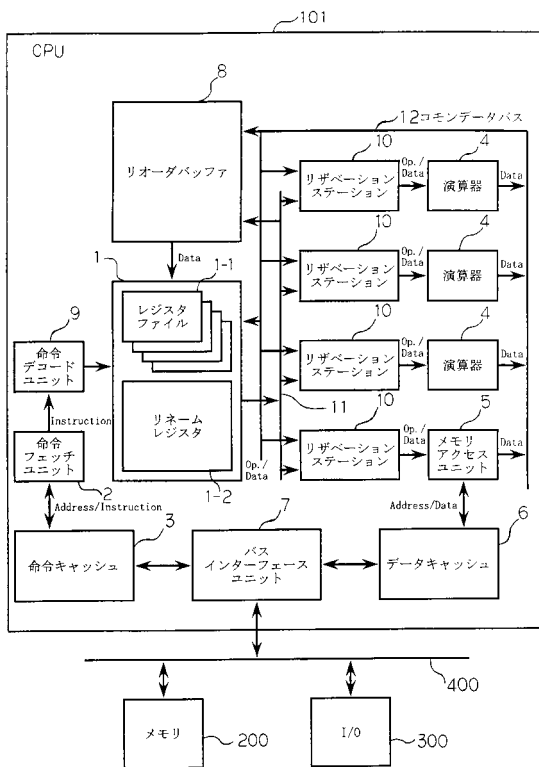 101
CPU
8
リオーダバッファ
12コモンデータバス
10
リザベーション
ステーション
Op./
Data
4
演算器
Data
10
リザベーション
ステーション
Op./
Data
4
演算器
Data
10
リザベーション
ステーション
Op./
Data
4
演算器
Data
10
リザベーション
ステーション
Op./
Data
5
メモリ
アクセス
ユニット
Data
Data
1
1-1
レジスタ
ファイル
リネーム
レジスタ
1-2
11
Op./
Data
9
命令
デコード
ユニット
Instruction
命令
フェッチ
ユニット
2
Address/Instruction
Address/Data
3
命令キャッシュ
7
バス
インターフェース
ユニット
6
データキャッシュ
400
メモリ
200
I/O
300